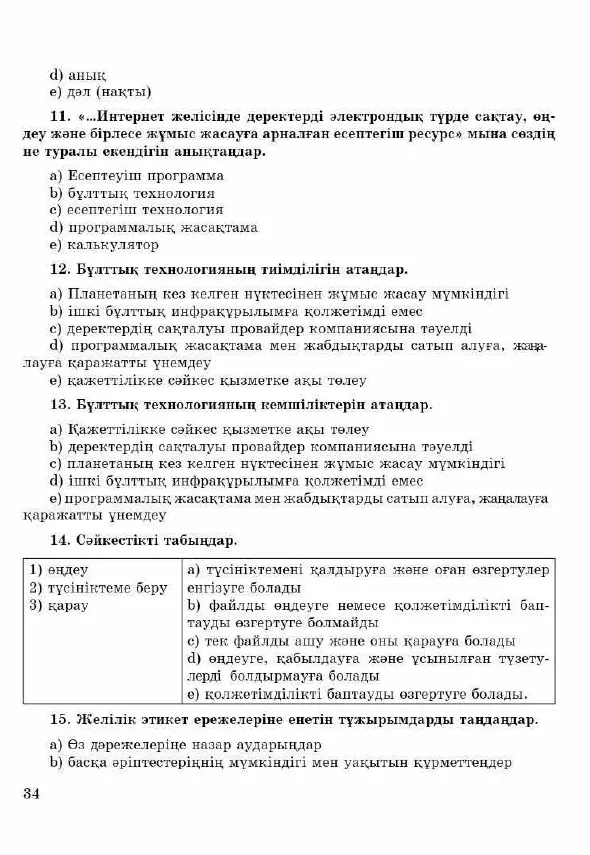 d) анық
e) дәл (нақты)
11. «...Интернет желісінде деректерді электрондық түрде сақтау, өң-
деу және бірлесе жұмыс жасауға арналған есептегіш ресурс» мына сөздің
не туралы екендігін анықтаңдар.
a) Есептеуіш программа
b) бұлттық технология
c) есептегіш технология
d) программалық жасақтама
e) калькулятор
12. Бұлттық технологияның тиімділігін атаңдар.
a) Планетаның кез келген нүктесінен жұмыс жасау мүмкіндігі
b) ішкі бұлттық инфрақұрылымға қолжетімді емес
c) деректердің сақталуы провайдер компаниясына тәуелді
d) программалық жасақтама мен жабдықтарды сатып алуға, жаңа-
лауға қаражатты үнемдеу
e) қажеттілікке сәйкес қызметке ақы төлеу
13. Бұлттық технологияның кемшіліктерін атаңдар.
a) Қажеттілікке сәйкес қызметке ақы төлеу
b) деректердің сақталуы провайдер компаниясына тәуелді
c) планетаның кез келген нүктесінен жұмыс жасау мүмкіндігі
d) ішкі бұлттық инфрақұрылымға қолжетімді емес
e) программалық жасақтама мен жабдықтарды сатып алуға, жаңалауға
қаражатты үнемдеу
14. Сәйкестікті табыңдар.
1) өңдеу
2) түсініктеме беру
3) қарау
a) түсініктемені қалдыруға және оған өзгертулер
енгізуге болады
b) файлды өңдеуге немесе қолжетімділікті бап-
тауды өзгертуге болмайды
c) тек файлды ашу және оны қарауға болады
d) өңдеуге, қабылдауға және ұсынылған түзету-
лерді болдырмауға болады
e) қолжетімділікті баптауды өзгертуге болады.
15. Желілік этикет ережелеріне енетін тұжырымдарды таңдаңдар.
a) Өз дәрежелеріңе назар аударыңдар
b) басқа әріптестеріңнің мүмкіндігі мен уақытын құрметтеңдер
34